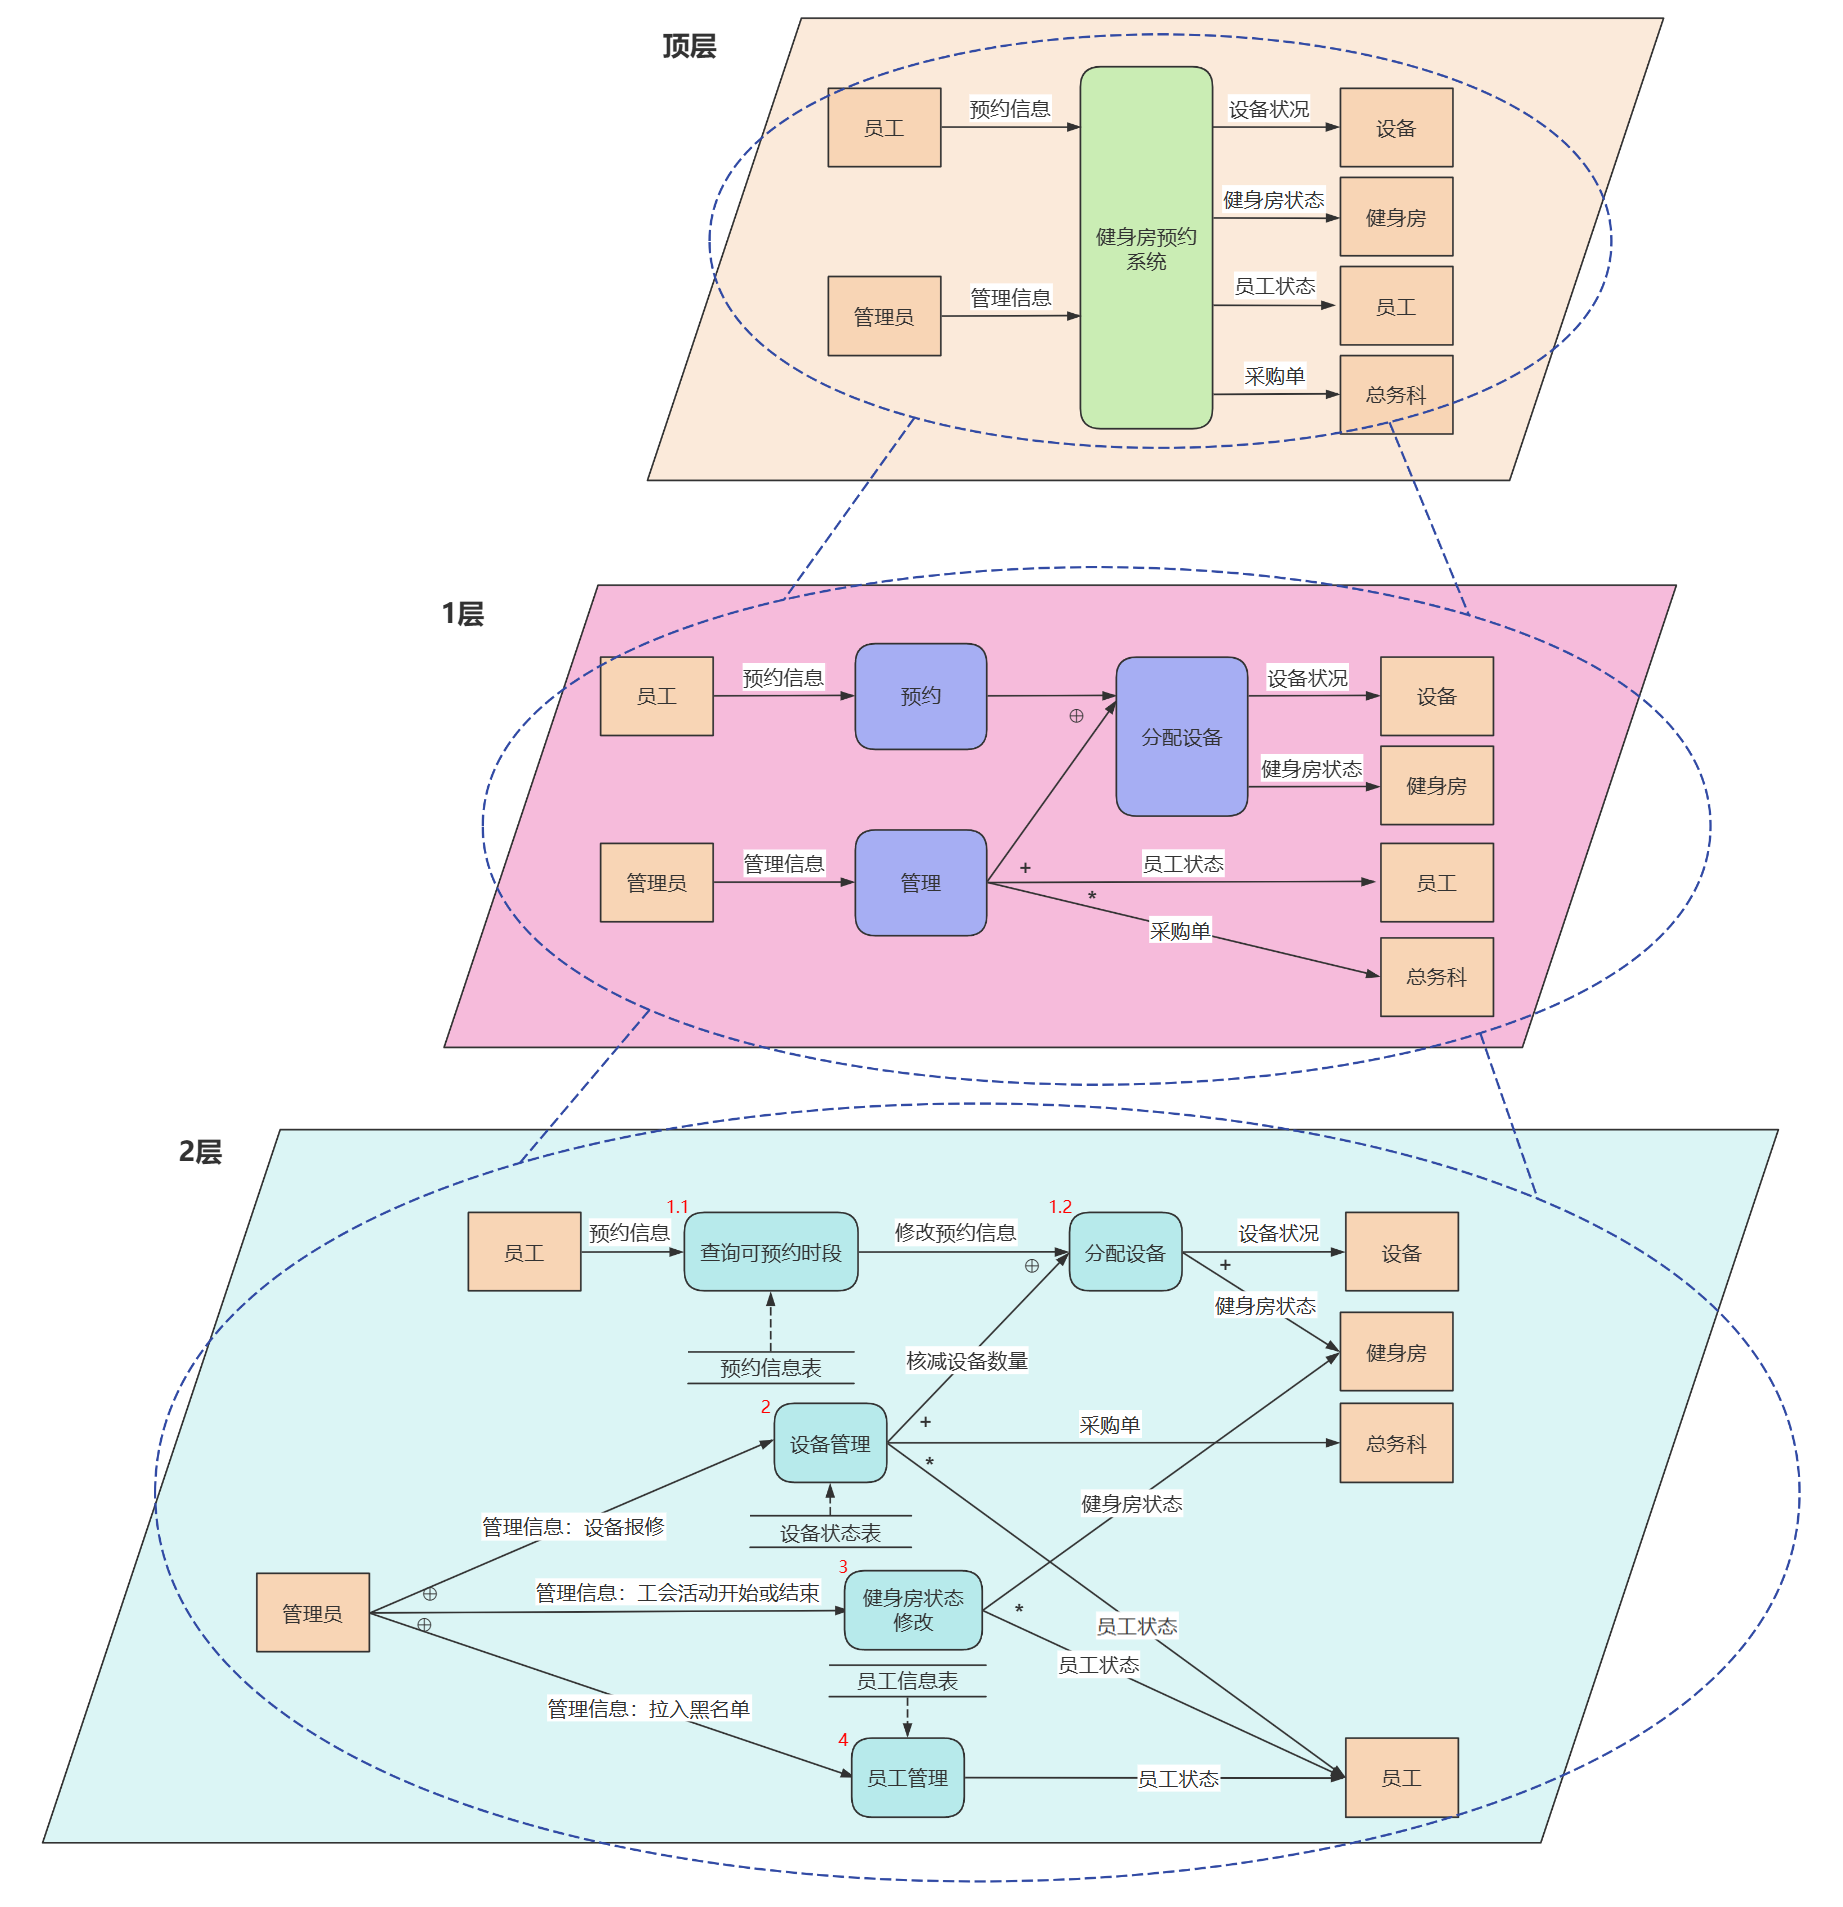 顶层
员工
预约信息
管理员
管理信息
健身房预约
系统
设备状况
设备
健身房状态
健身房
员工状态
员工
采购单
总务科
1层
员工
预约信息
预约
⊕
分配设备
设备状况
设备
健身房状态
健身房
管理员
管理信息
管理
+
员工状态
员工
*
采购单
总务科
2层
员工
预约信息
1.1
查询可预约时段
修改预约信息
⊕
1.2
分配设备
设备状况
设备
+
健身房状态
健身房
预约信息表
核减设备数量
2
设备管理
+
采购单
总务科
*
设备状态表
管理信息：设备报修
健身房状态
管理员
⊕
管理信息：工会活动开始或结束
⊕
3
健身房状态
修改
*
员工状态
员工状态
员工信息表
管理信息：拉入黑名单
4
员工管理
员工状态
员工